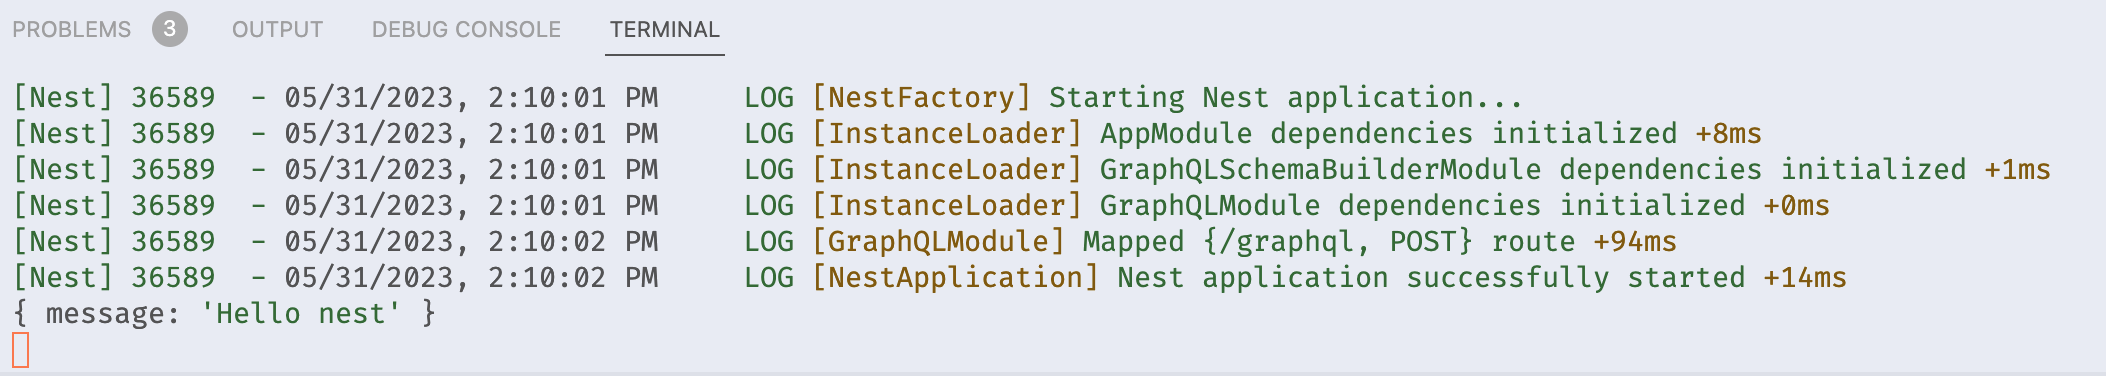 PROBLEMS 3 OUTPUT DEBUG CONSOLE TERMINAL
[Nest] 36589  - 05/31/2023, 2:10:01 PM     LOG [NestFactory] Starting Nest application...
[Nest] 36589  - 05/31/2023, 2:10:01 PM     LOG [InstanceLoader] AppModule dependencies initialized +8ms
[Nest] 36589  - 05/31/2023, 2:10:01 PM     LOG [InstanceLoader] GraphQLSchemaBuilderModule dependencies initialized +1ms
[Nest] 36589  - 05/31/2023, 2:10:01 PM     LOG [InstanceLoader] GraphQLModule dependencies initialized +0ms
[Nest] 36589  - 05/31/2023, 2:10:02 PM     LOG [GraphQLModule] Mapped {/graphql, POST} route +94ms
[Nest] 36589  - 05/31/2023, 2:10:02 PM     LOG [NestApplication] Nest application successfully started +14ms
{ message: 'Hello nest' }